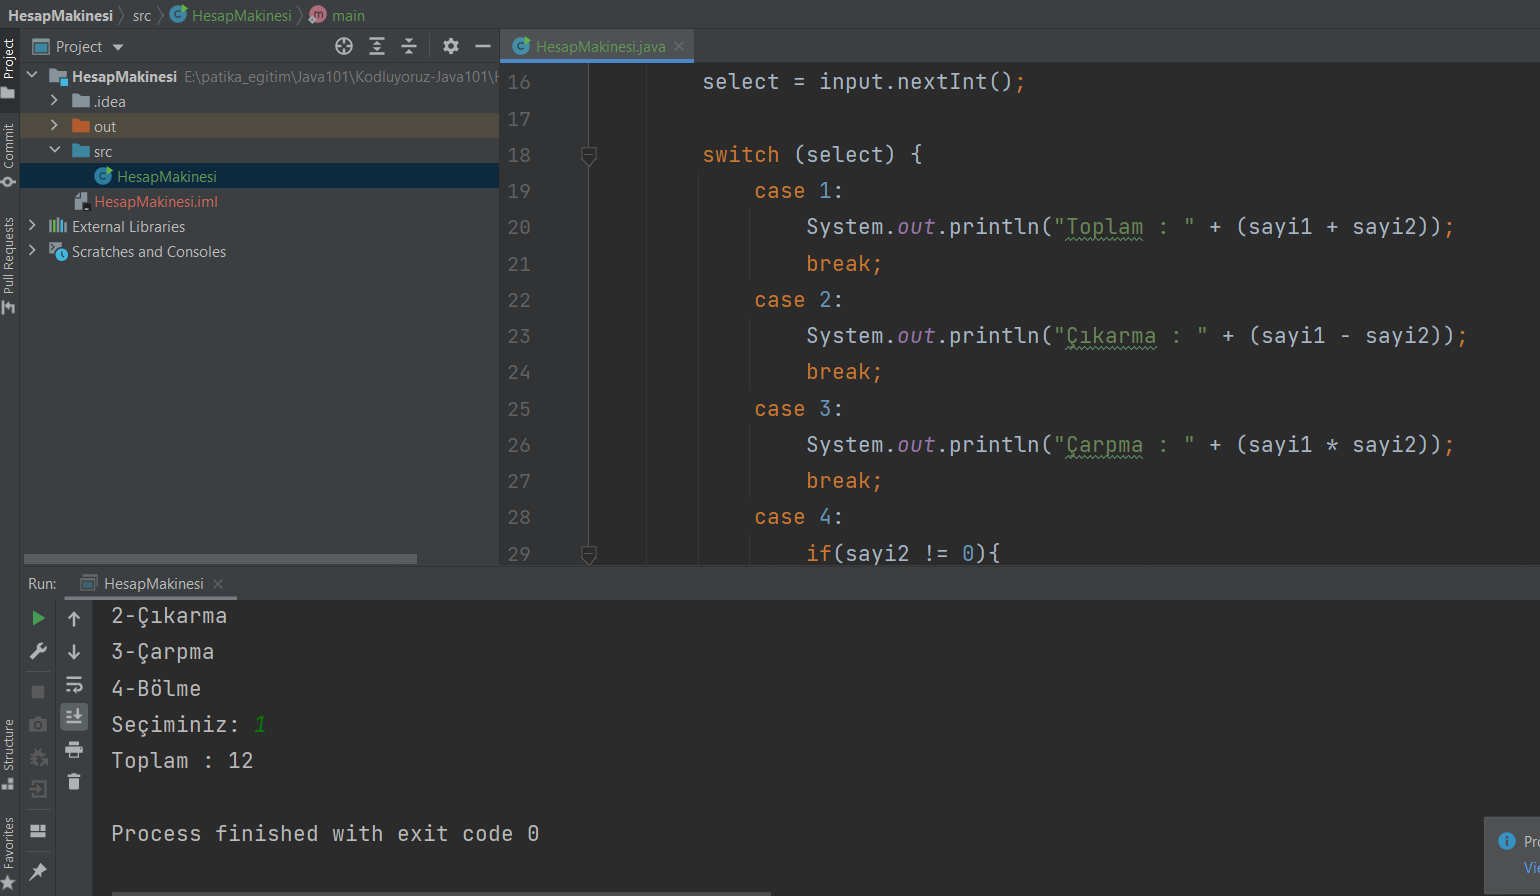 HesapMakinesi src HesapMakinesi main
Project
HesapMakinesi.java
HesapMakinesi E:\patika_egitim\Java101\Kodluyoruz-Java101\
.idea
out
src
HesapMakinesi
HesapMakinesi.iml
External Libraries
Scratches and Consoles
Project
Commit
Pull Requests
Structure
Favorites
16 select = input.nextInt();
17
18 switch (select) {
19 case 1:
20 System.out.println("Toplam : " + (sayi1 + sayi2));
21 break;
22 case 2:
23 System.out.println("Çıkarma : " + (sayi1 - sayi2));
24 break;
25 case 3:
26 System.out.println("Çarpma : " + (sayi1 * sayi2));
27 break;
28 case 4:
29 if(sayi2 != 0){
Run: HesapMakinesi
2-Çıkarma
3-Çarpma
4-Bölme
Seçiminiz: 1
Toplam : 12
Process finished with exit code 0